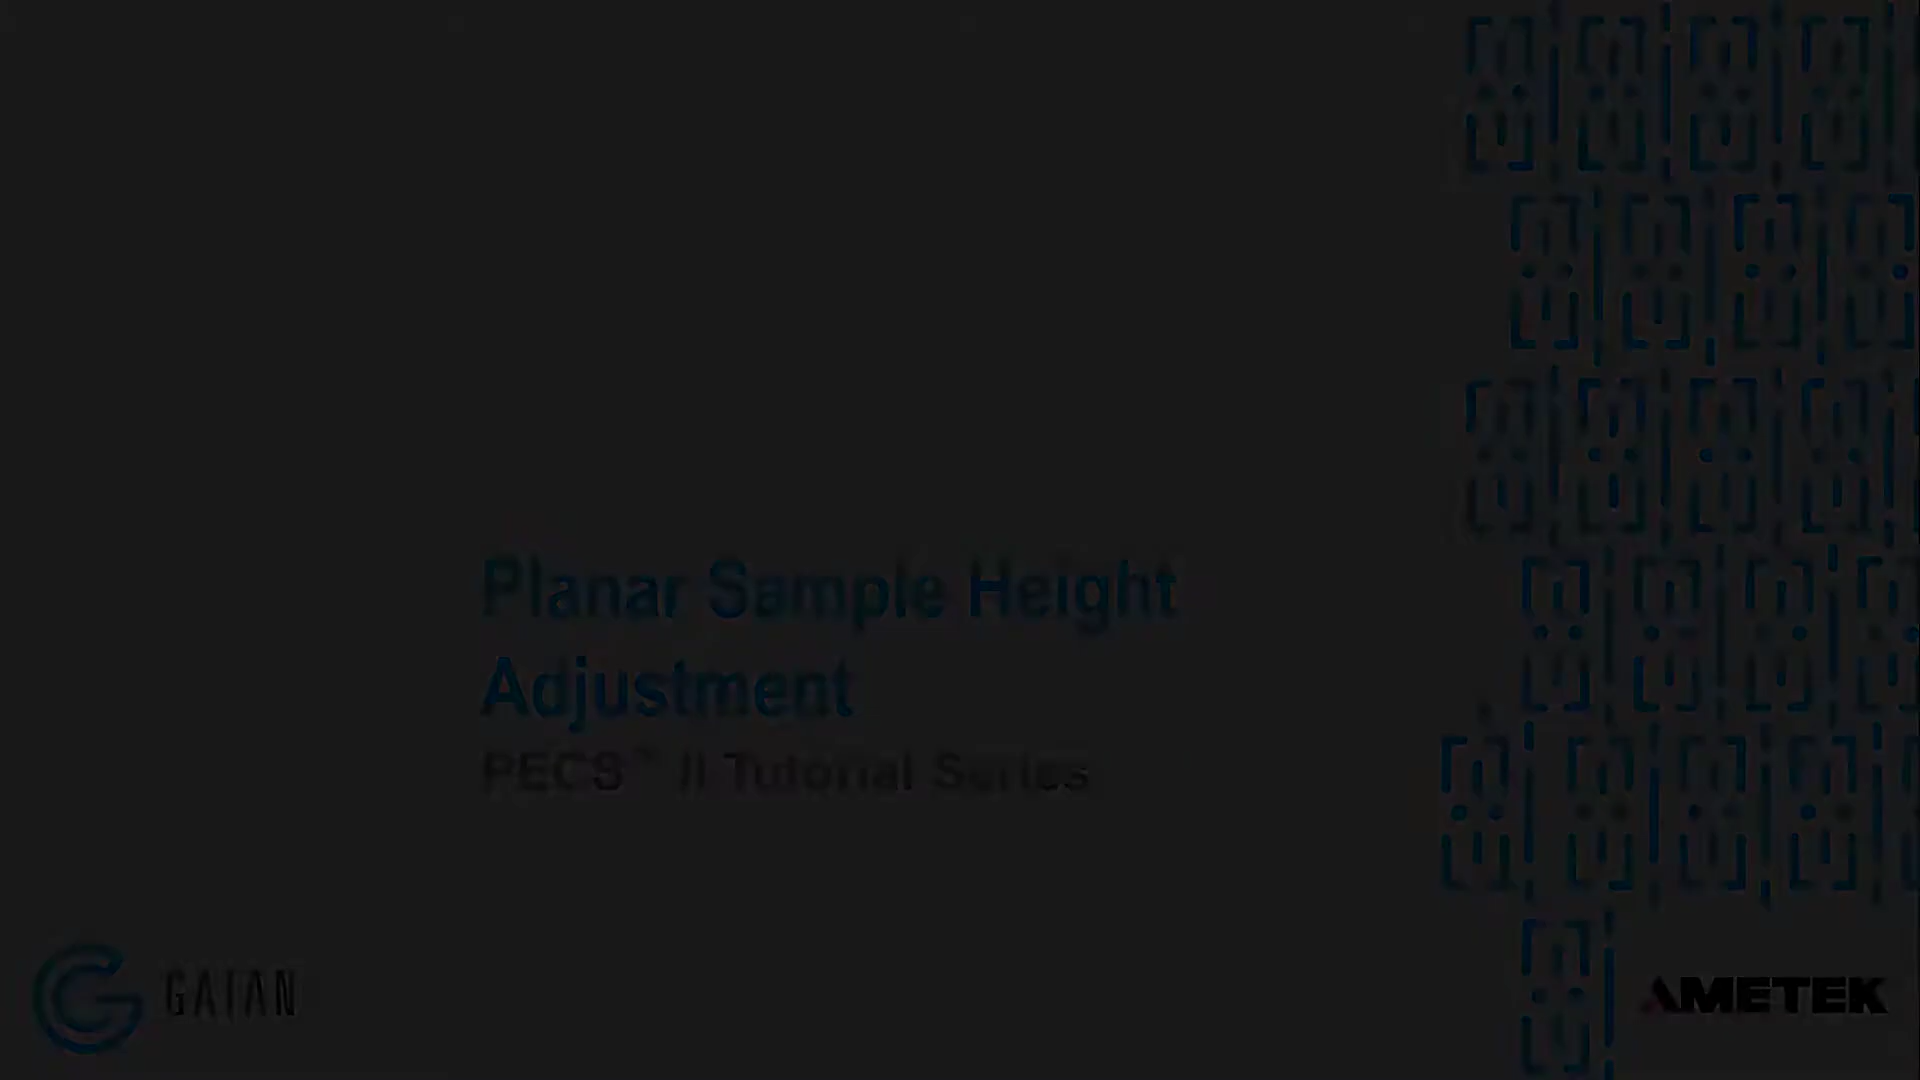 Planar Sample Height
Adjustment
PECS™ II Tutorial Series
GATAN
AMETEK